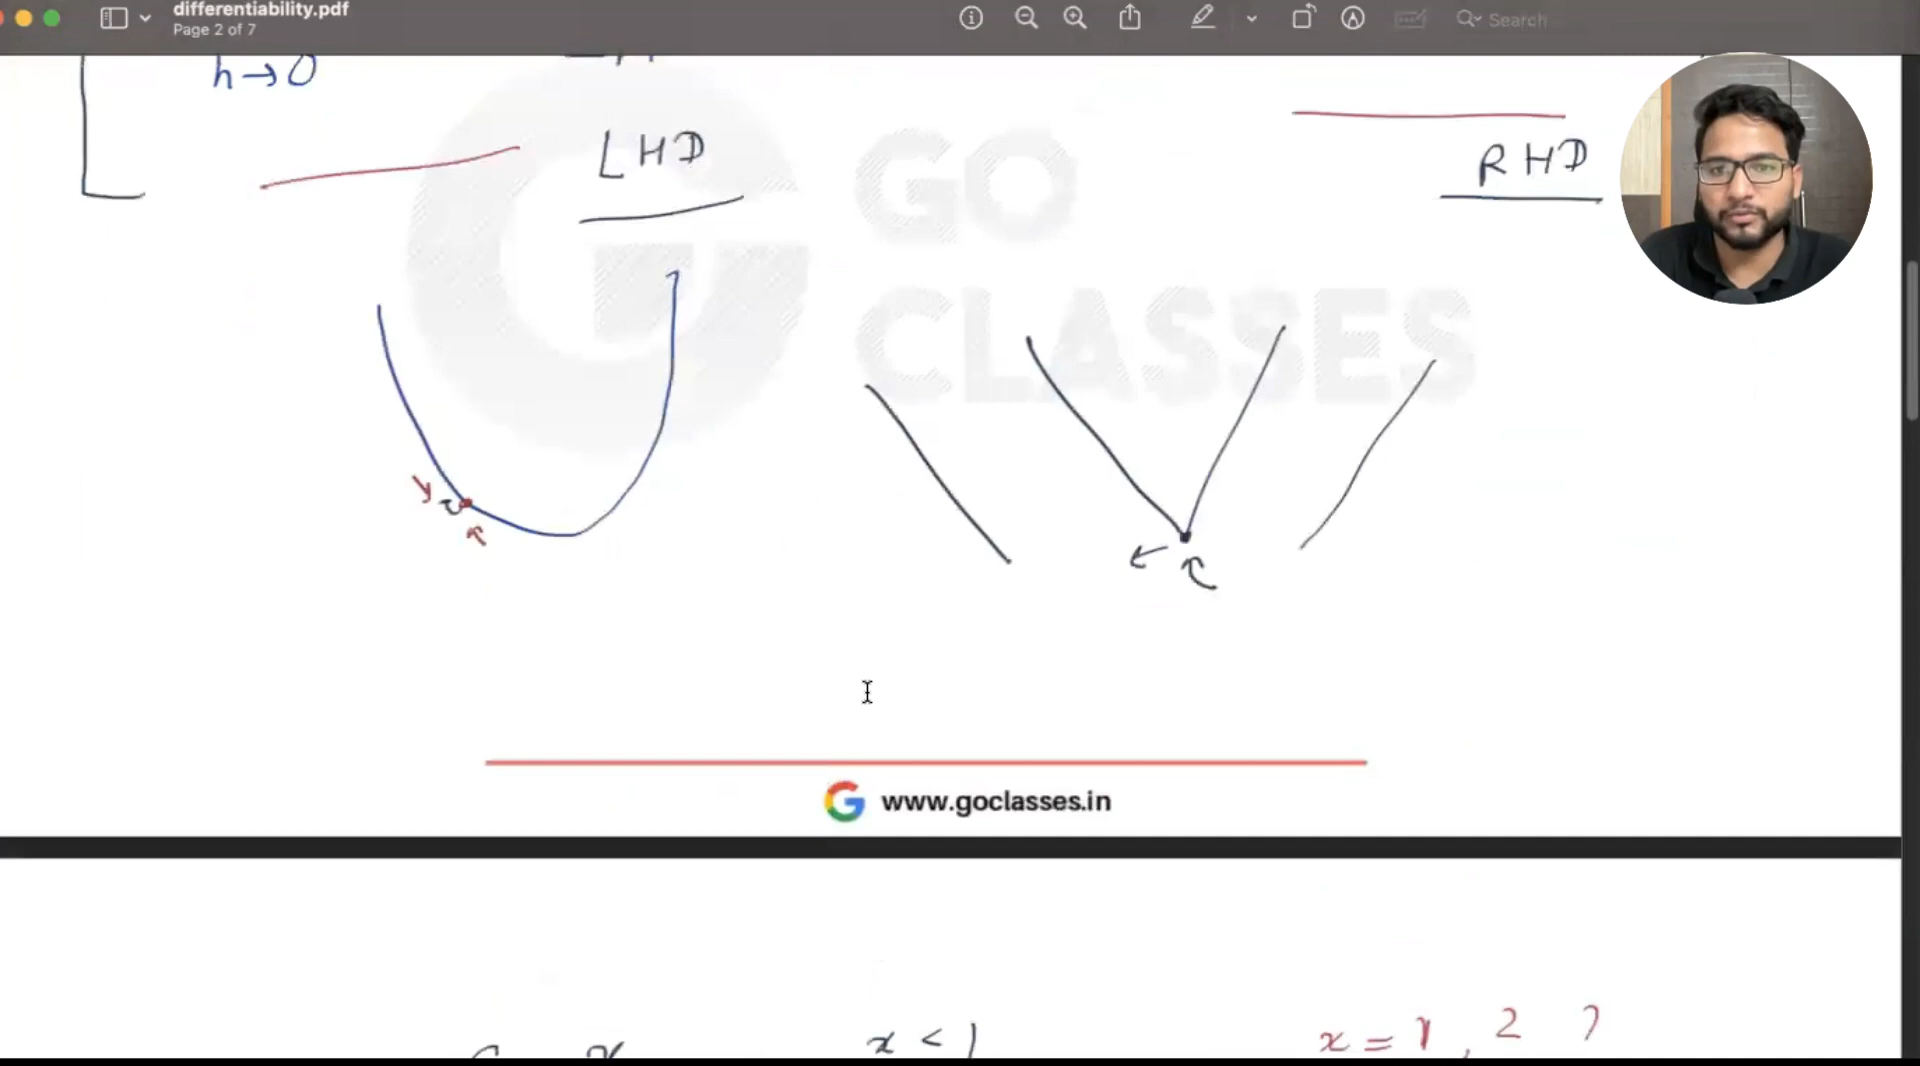 differentiability.pdf
Page 2 of 7
Search
h→0
LHD
RHD
GO
CLASSES
www.goclasses.in
x < 1
x = 1, 2 ?